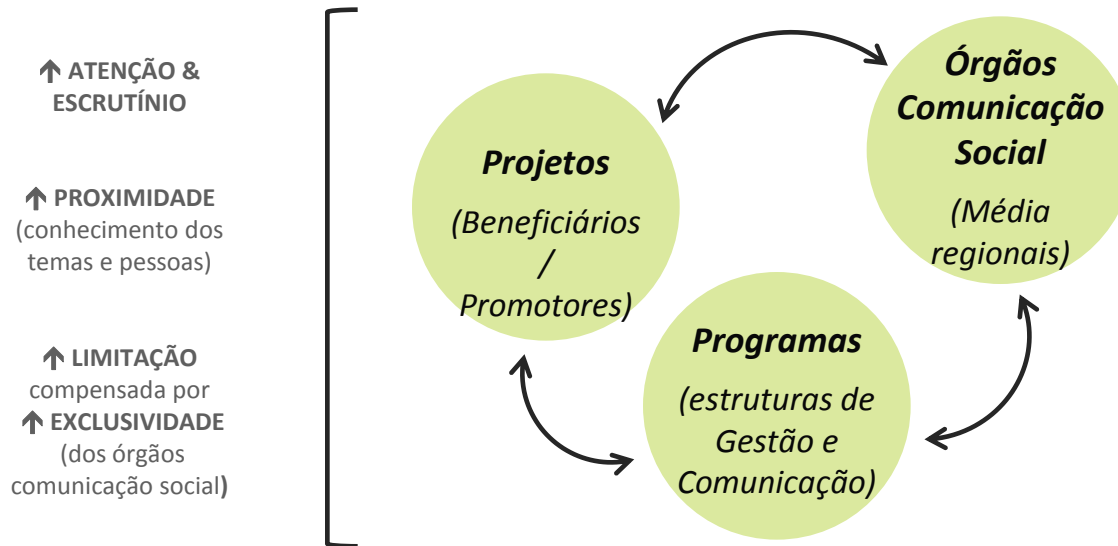 ↑ ATENÇÃO &
ESCRUTÍNIO
↑ PROXIMIDADE
(conhecimento dos
temas e pessoas)
↑ LIMITAÇÃO
compensada por
↑ EXCLUSIVIDADE
(dos órgãos
comunicação social)
Projetos
(Beneficiários
/
Promotores)
Órgãos
Comunicação
Social
(Média
regionais)
Programas
(estruturas de
Gestão e
Comunicação)